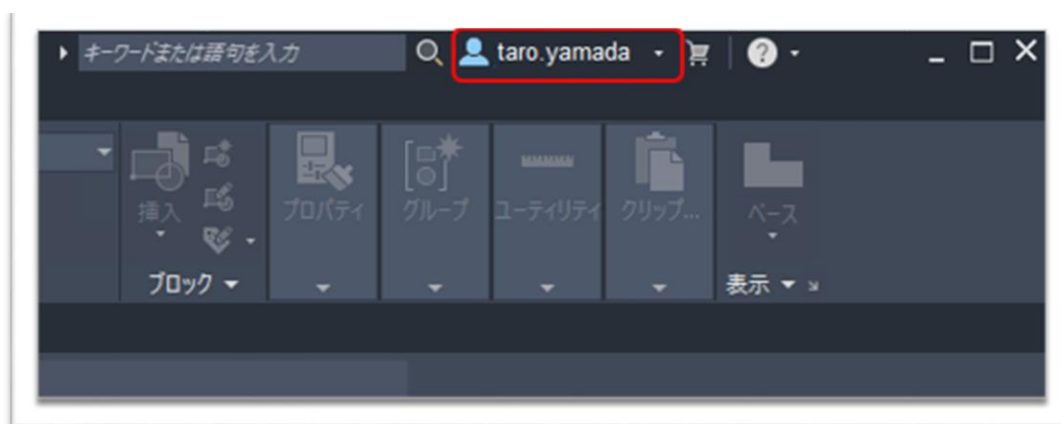 キーワードまたは語句を入力 taro.yamada ?
挿入 プロパティ グループ ユーティリティ クリップ... ベース
ブロック 表示